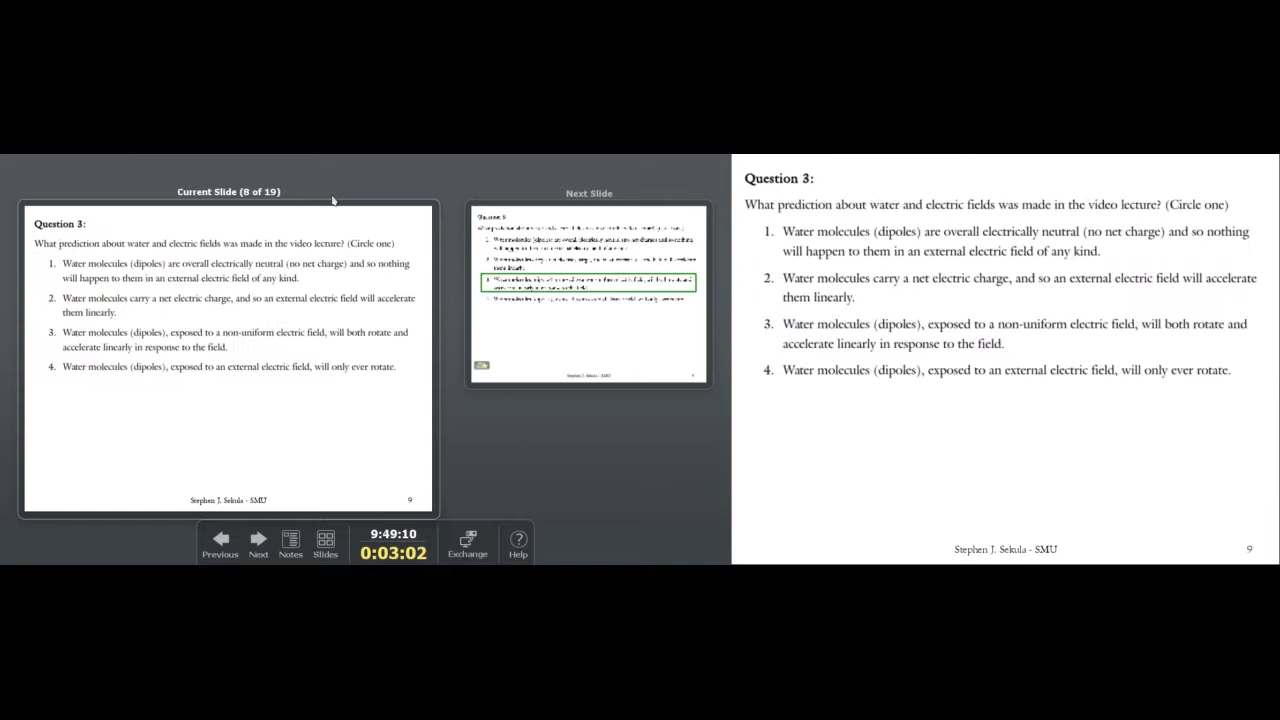 Current Slide (8 of 19)
Question 3:
What prediction about water and electric fields was made in the video lecture? (Circle one)
1. Water molecules (dipoles) are overall electrically neutral (no net charge) and so nothing
will happen to them in an external electric field of any kind.
2. Water molecules carry a net electric charge, and so an external electric field will accelerate
them linearly.
3. Water molecules (dipoles), exposed to a non-uniform electric field, will both rotate and
accelerate linearly in response to the field.
4. Water molecules (dipoles), exposed to an external electric field, will only ever rotate.
Stephen J. Sekula - SMU
9
Next Slide
Stephen J. Sekula - SMU
Previous
Next
Notes
Slides
9:49:10
0:03:02
Exchange
Help
Question 3:
What prediction about water and electric fields was made in the video lecture? (Circle one)
1. Water molecules (dipoles) are overall electrically neutral (no net charge) and so nothing
will happen to them in an external electric field of any kind.
2. Water molecules carry a net electric charge, and so an external electric field will accelerate
them linearly.
3. Water molecules (dipoles), exposed to a non-uniform electric field, will both rotate and
accelerate linearly in response to the field.
4. Water molecules (dipoles), exposed to an external electric field, will only ever rotate.
Stephen J. Sekula - SMU
9